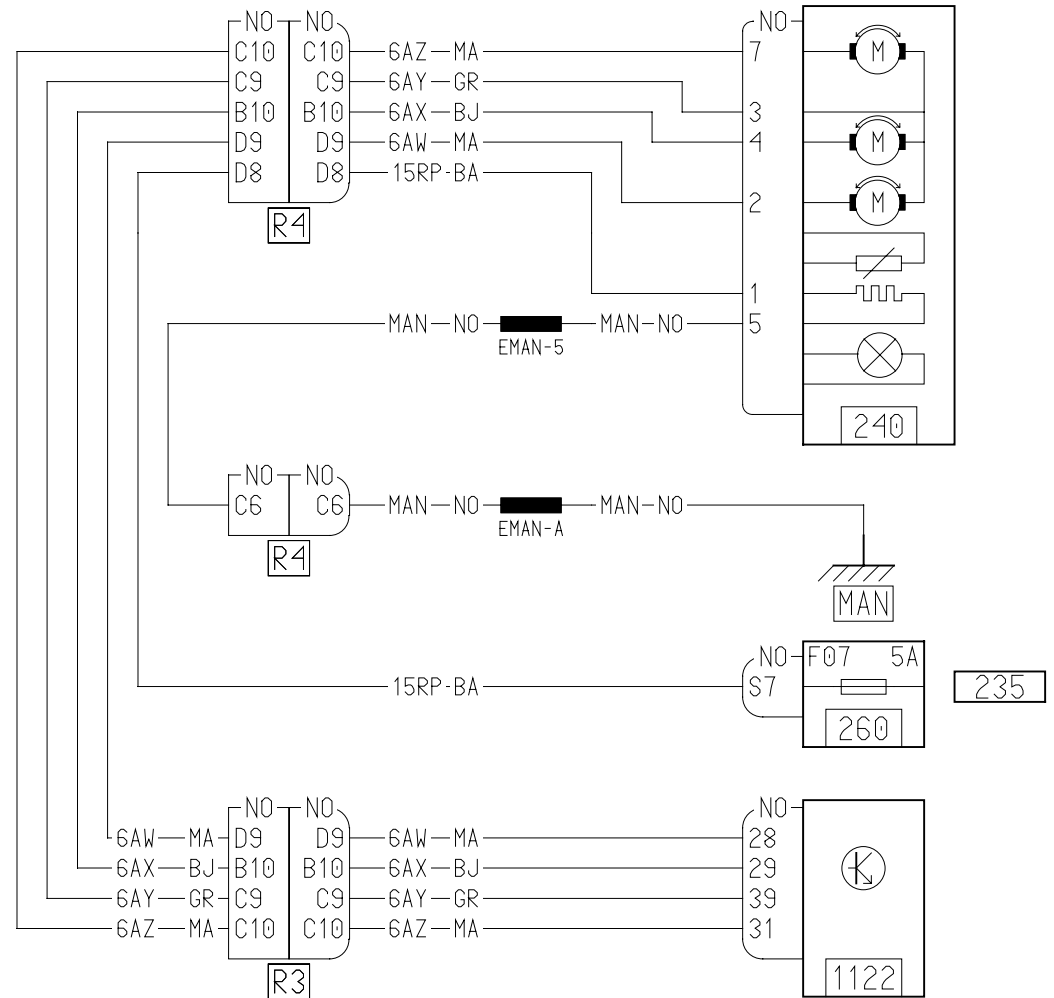 NO NO NO
C10 C10 6AZ MA 7 M
C9 C9 6AY GR
B10 B10 6AX BJ 3
D9 D9 6AW MA 4 M
D8 D8 15RP-BA
2 M
R4
1
MAN NO MAN-NO 5
EMAN-5
240
NO NO
C6 C6 MAN NO MAN-NO
EMAN-A
R4
MAN
NO F07 5A
15RP-BA S7 235
260
NO NO NO
6AW MA D9 D9 6AW MA 28
6AX BJ B10 B10 6AX BJ 29
6AY GR C9 C9 6AY GR 39
6AZ MA C10 C10 6AZ MA 31
R3 1122